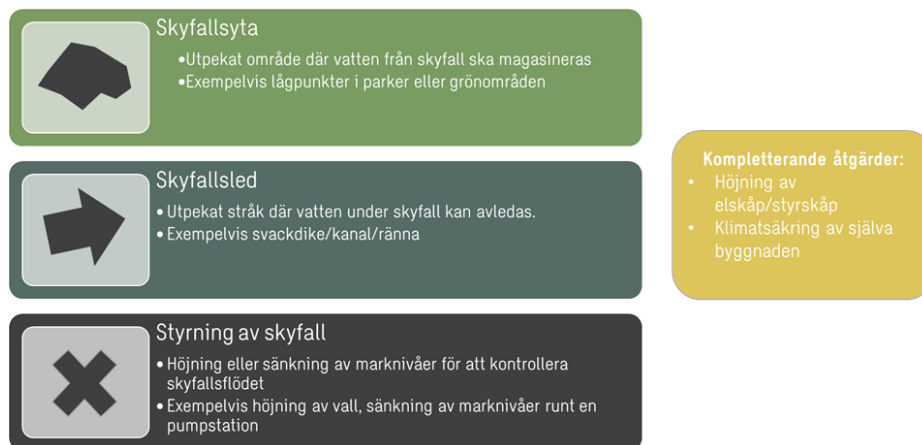 Skyfallsyta
•Utpekat område där vatten från skyfall ska magasineras
•Exempelvis lågpunkter i parker eller grönområden
Skyfallsled
• Utpekat stråk där vatten under skyfall kan avledas.
• Exempelvis svackdike/kanal/ränna
Styrning av skyfall
• Höjning eller sänkning av marknivåer för att kontrollera
skyfallsflödet
• Exempelvis höjning av vall, sänkning av marknivåer runt en
pumpstation
Kompletterande åtgärder:
• Höjning av
elskåp/styrskåp
• Klimatsäkring av själva
byggnaden